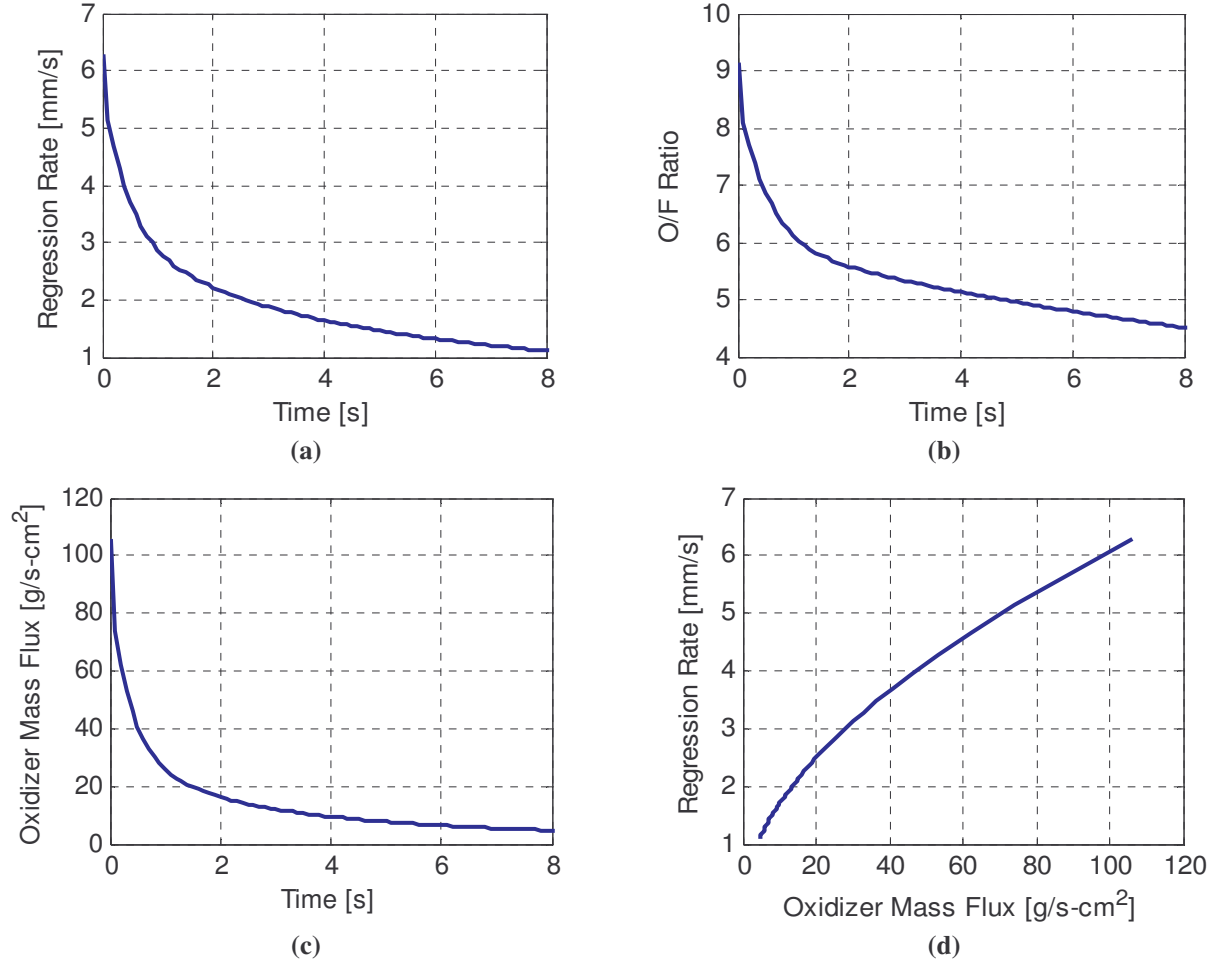 7
6
5
4
3
2
1
0 2 4 6 8
Regression Rate [mm/s]
Time [s]
(a)
10
9
8
7
6
5
4
0 2 4 6 8
O/F Ratio
Time [s]
(b)
120
100
80
60
40
20
0
0 2 4 6 8
Oxidizer Mass Flux [g/s-cm²]
Time [s]
(c)
7
6
5
4
3
2
1
0 20 40 60 80 100 120
Regression Rate [mm/s]
Oxidizer Mass Flux [g/s-cm²]
(d)